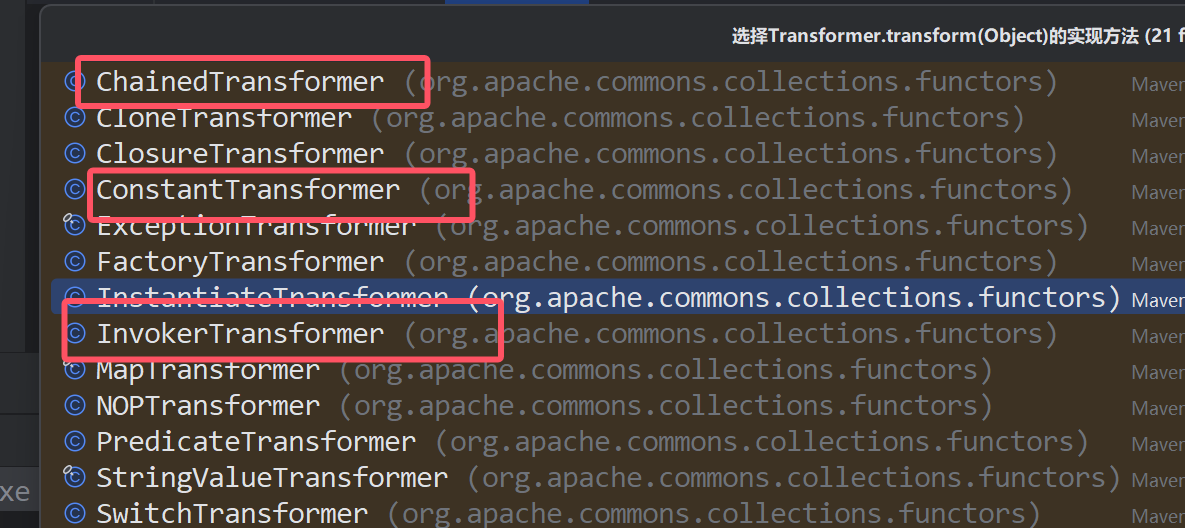 选择Transformer.transform(Object)的实现方法 (21 f
ChainedTransformer (org.apache.commons.collections.functors) Maven
CloneTransformer (org.apache.commons.collections.functors) Maven
ClosureTransformer (org.apache.commons.collections.functors) Maven
ConstantTransformer (org.apache.commons.collections.functors) Maven
ExceptionTransformer (org.apache.commons.collections.functors) Maven
FactoryTransformer (org.apache.commons.collections.functors) Maven
InstantiateTransformer (org.apache.commons.collections.functors) Maven
InvokerTransformer (org.apache.commons.collections.functors) Maven
MapTransformer (org.apache.commons.collections.functors) Maven
NOPTransformer (org.apache.commons.collections.functors) Maven
PredicateTransformer (org.apache.commons.collections.functors) Maven
xe StringValueTransformer (org.apache.commons.collections.functors) Maven
SwitchTransformer (org.apache.commons.collections.functors) Maven